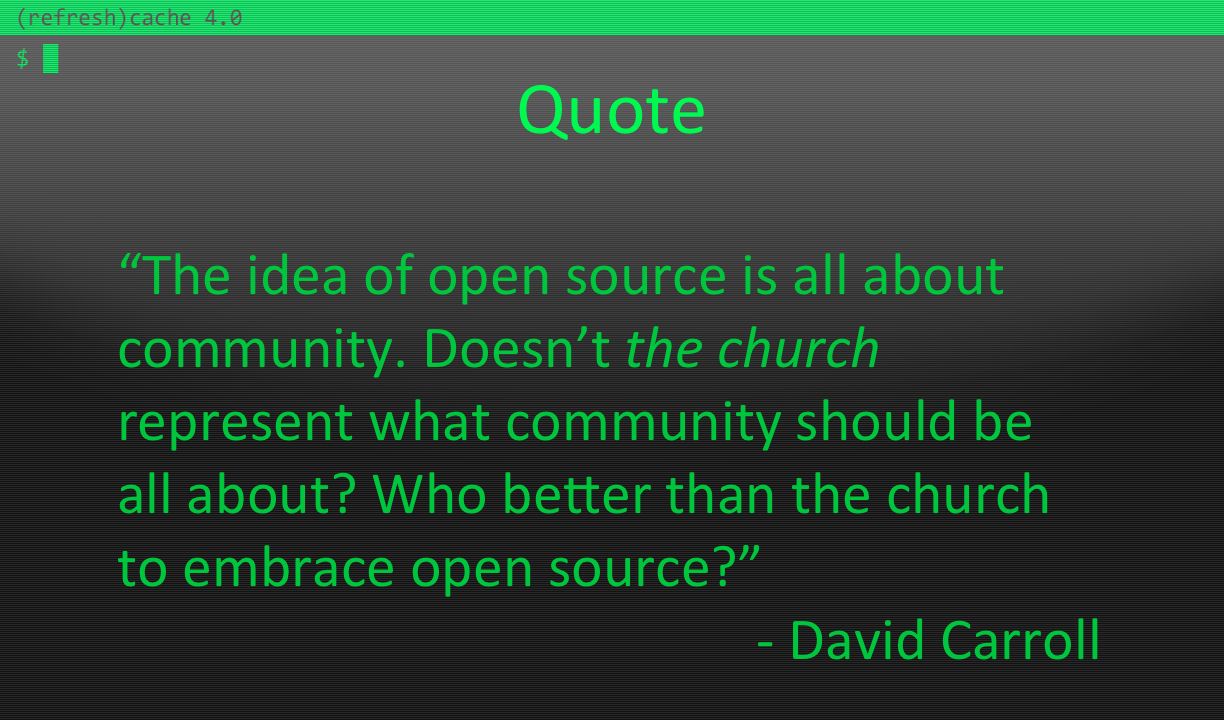 (refresh)cache 4.0
$
Quote
“The idea of open source is all about
community. Doesn’t the church
represent what community should be
all about? Who better than the church
to embrace open source?”
- David Carroll